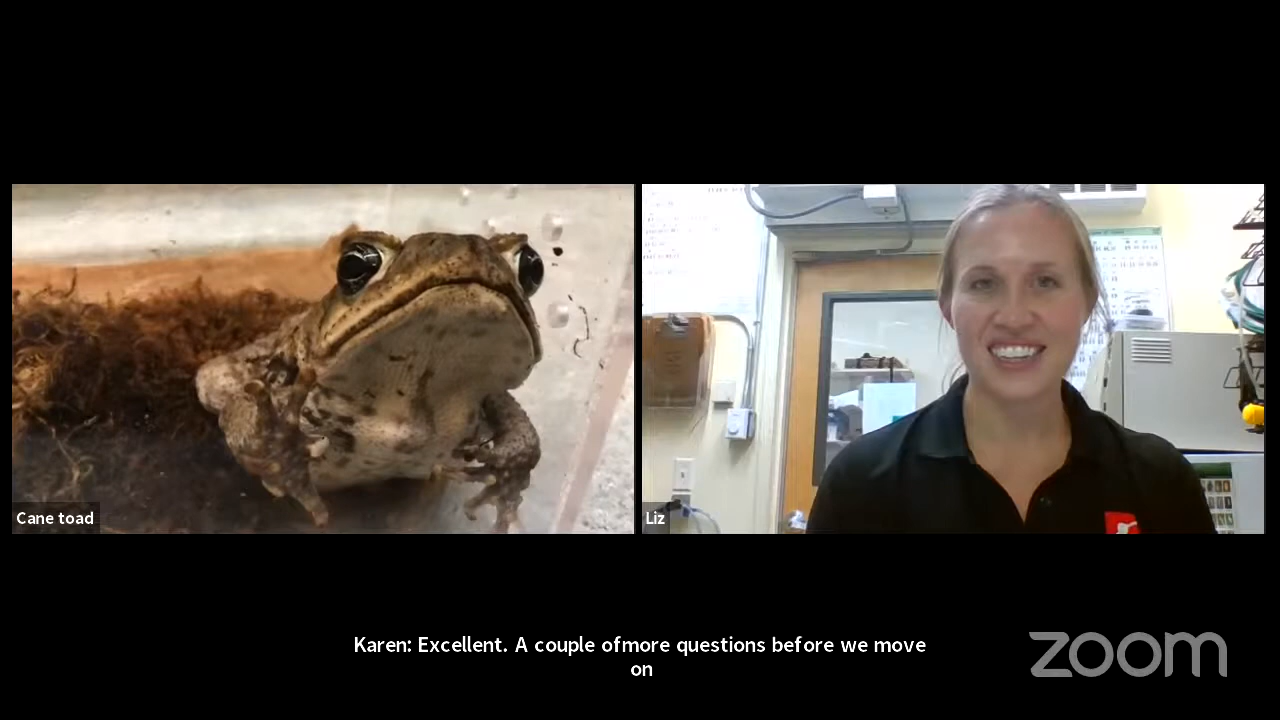 Cane toad
Liz
Karen: Excellent. A couple ofmore questions before we move
on
zoom